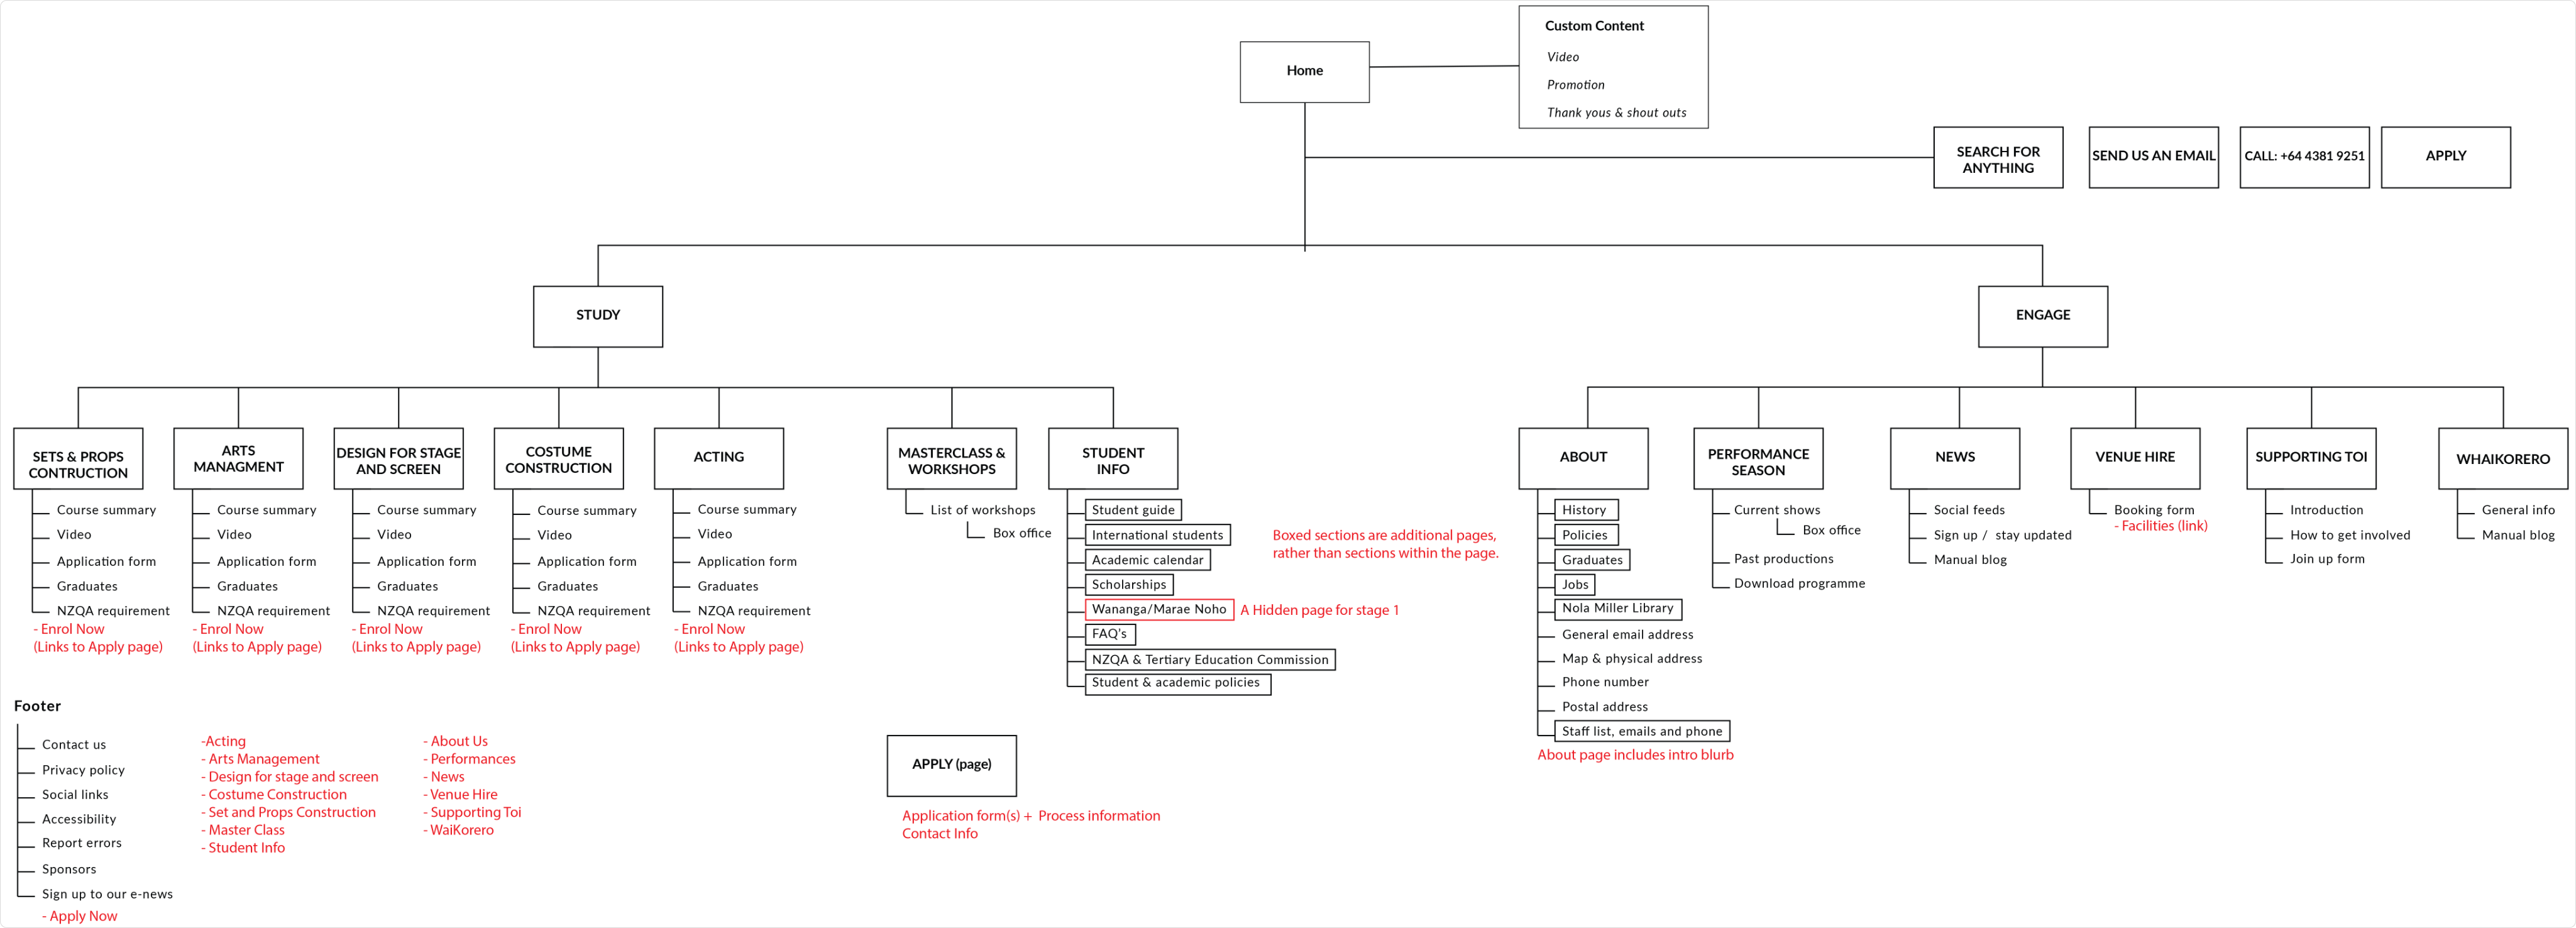 Home
Custom Content
Video
Promotion
Thank yous & shout outs
SEARCH FOR
ANYTHING
SEND US AN EMAIL
CALL: +64 4381 9251
APPLY
STUDY
ENGAGE
SETS & PROPS
CONTRUCTION
Course summary
Video
Application form
Graduates
NZQA requirement
- Enrol Now
(Links to Apply page)
ARTS
MANAGMENT
Course summary
Video
Application form
Graduates
NZQA requirement
- Enrol Now
(Links to Apply page)
DESIGN FOR STAGE
AND SCREEN
Course summary
Video
Application form
Graduates
NZQA requirement
- Enrol Now
(Links to Apply page)
COSTUME
CONSTRUCTION
Course summary
Video
Application form
Graduates
NZQA requirement
- Enrol Now
(Links to Apply page)
ACTING
Course summary
Video
Application form
Graduates
NZQA requirement
- Enrol Now
(Links to Apply page)
MASTERCLASS &
WORKSHOPS
List of workshops
Box office
STUDENT
INFO
Student guide
International students
Academic calendar
Scholarships
Wananga/Marae Noho
A Hidden page for stage 1
FAQ's
NZQA & Tertiary Education Commission
Student & academic policies
Boxed sections are additional pages,
rather than sections within the page.
ABOUT
History
Policies
Graduates
Jobs
Nola Miller Library
General email address
Map & physical address
Phone number
Postal address
Staff list, emails and phone
About page includes intro blurb
PERFORMANCE
SEASON
Current shows
Box office
Past productions
Download programme
NEWS
Social feeds
Sign up / stay updated
Manual blog
VENUE HIRE
Booking form
- Facilities (link)
SUPPORTING TOI
Introduction
How to get involved
Join up form
WHAIKORERO
General info
Manual blog
Footer
Contact us
Privacy policy
Social links
Accessibility
Report errors
Sponsors
Sign up to our e-news
- Apply Now
-Acting
- Arts Management
- Design for stage and screen
- Costume Construction
- Set and Props Construction
- Master Class
- Student Info
- About Us
- Performances
- News
- Venue Hire
- Supporting Toi
- WaiKorero
APPLY (page)
Application form(s) + Process information
Contact Info